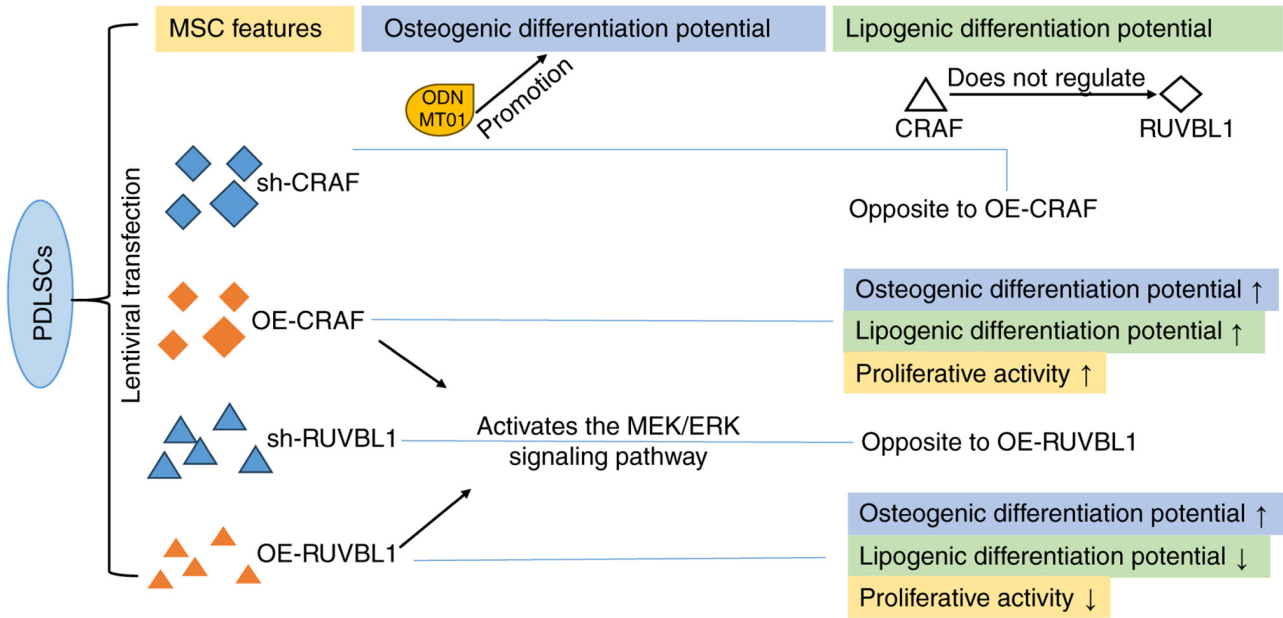 MSC features
Osteogenic differentiation potential
Lipogenic differentiation potential
ODN
MT01
Promotion
Does not regulate
CRAF
RUVBL1
PDLSCs
Lentiviral transfection
sh-CRAF
Opposite to OE-CRAF
OE-CRAF
Osteogenic differentiation potential ↑
Lipogenic differentiation potential ↑
Proliferative activity ↑
sh-RUVBL1
Activates the MEK/ERK
signaling pathway
Opposite to OE-RUVBL1
OE-RUVBL1
Osteogenic differentiation potential ↑
Lipogenic differentiation potential ↓
Proliferative activity ↓